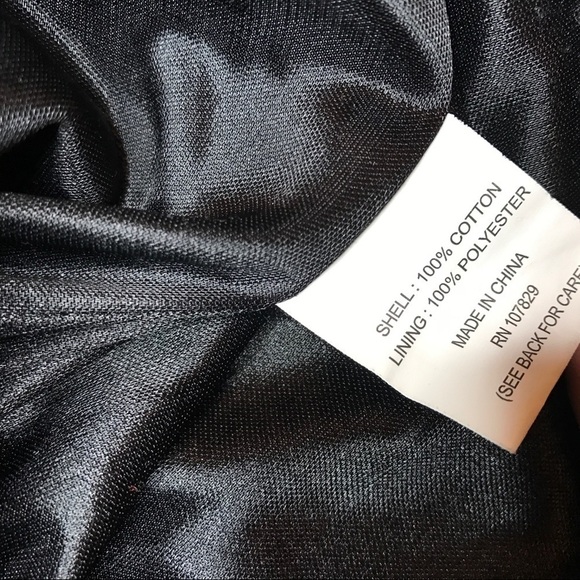 SHELL : 100% COTTON
LINING : 100% POLYESTER
MADE IN CHINA
RN 107829
(SEE BACK FOR CARE